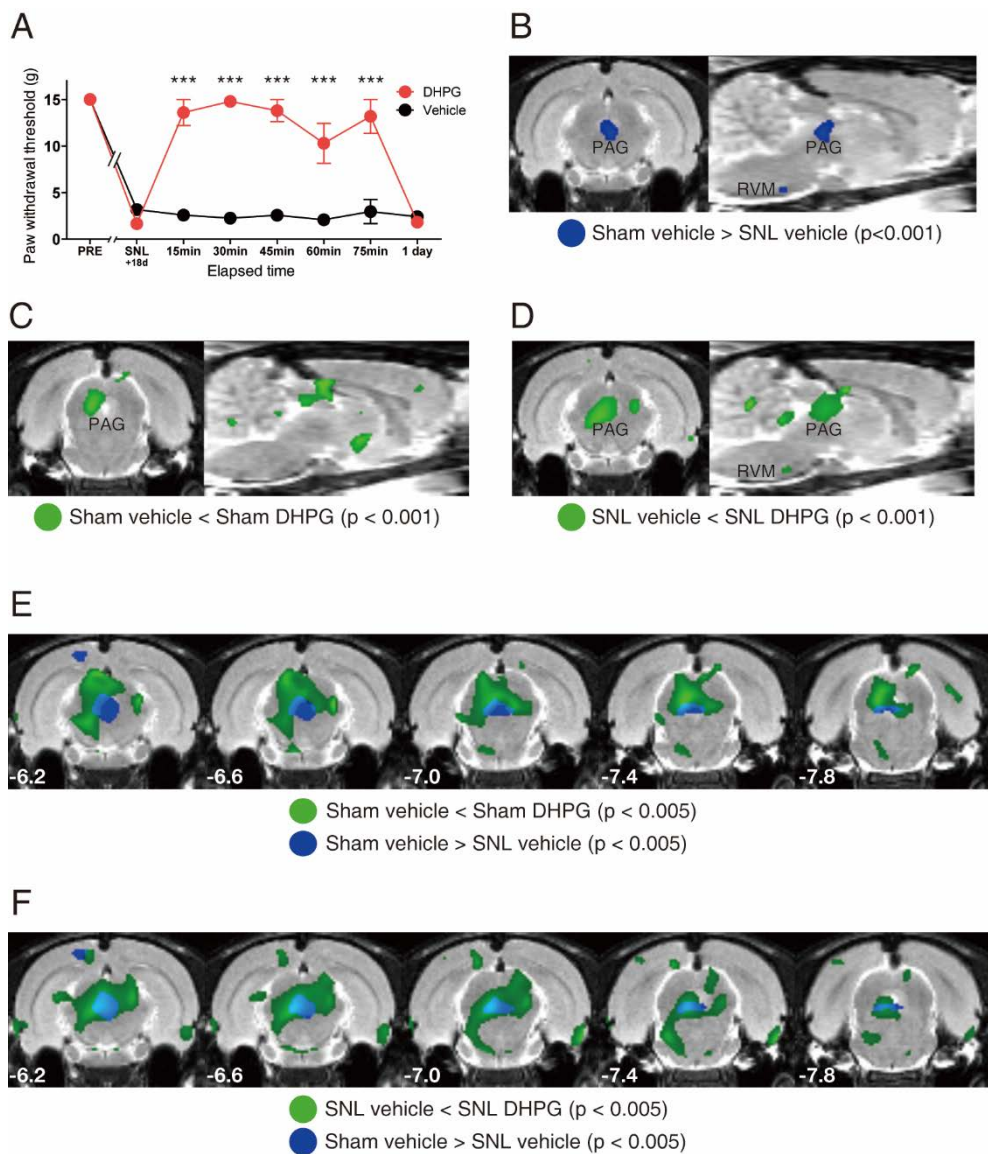 A
Paw withdrawal threshold (g)
15
10
5
0
*** *** *** *** ***
DHPG
Vehicle
PRE SNL +18d 15min 30min 45min 60min 75min 1 day
Elapsed time
B
PAG PAG
RVM
Sham vehicle > SNL vehicle (p<0.001)
C
PAG
Sham vehicle < Sham DHPG (p < 0.001)
D
PAG PAG
RVM
SNL vehicle < SNL DHPG (p < 0.001)
E
-6.2 -6.6 -7.0 -7.4 -7.8
Sham vehicle < Sham DHPG (p < 0.005)
Sham vehicle > SNL vehicle (p < 0.005)
F
-6.2 -6.6 -7.0 -7.4 -7.8
SNL vehicle < SNL DHPG (p < 0.005)
Sham vehicle > SNL vehicle (p < 0.005)